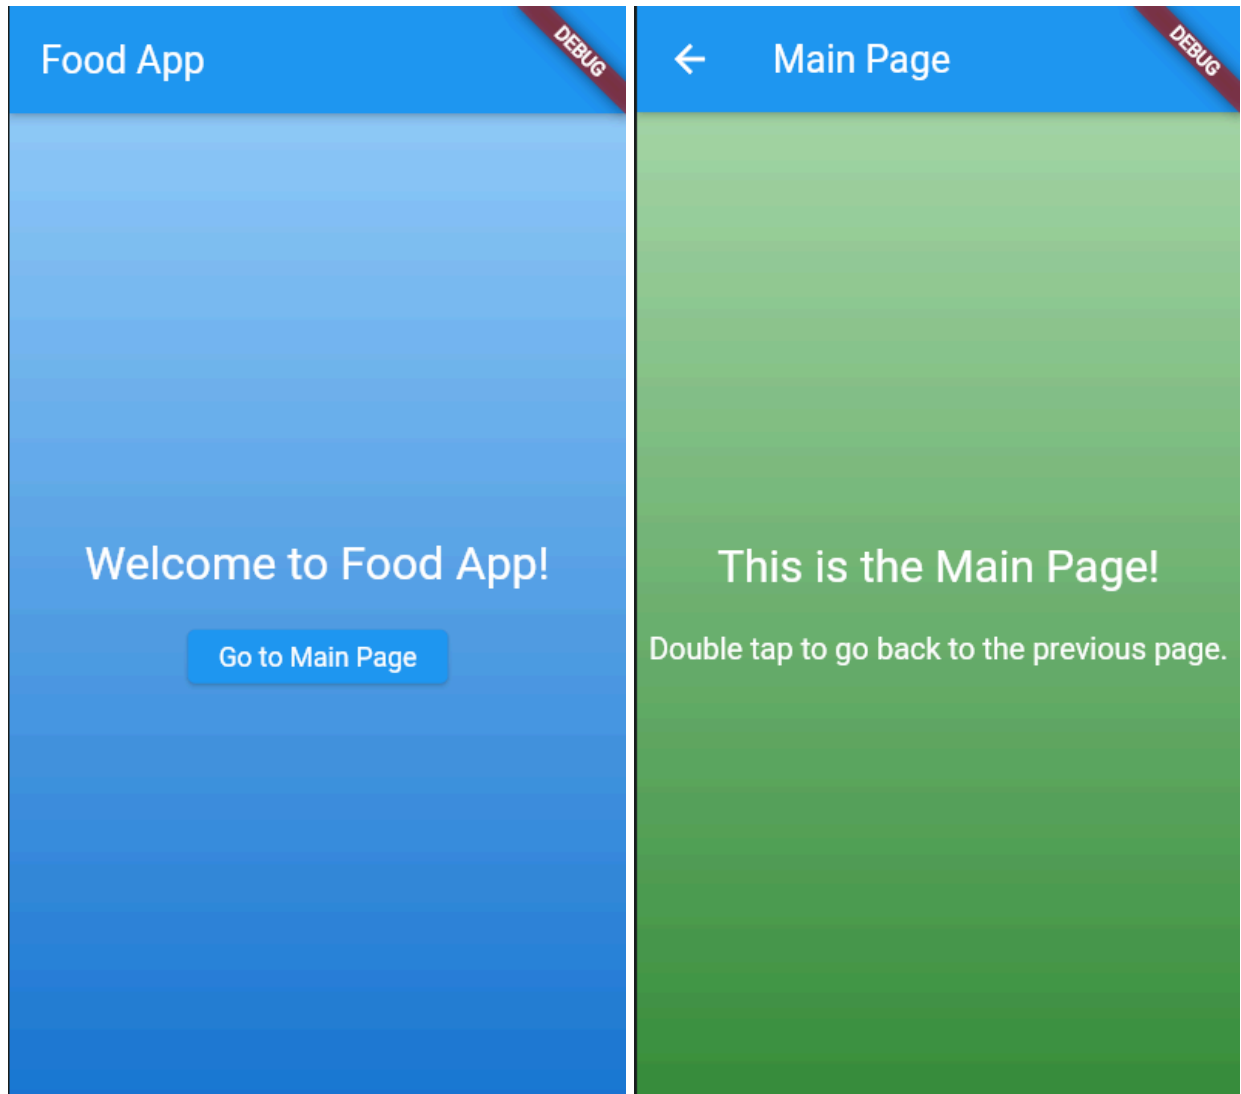 Food App
DEBUG
Welcome to Food App!
Go to Main Page
Main Page
DEBUG
This is the Main Page!
Double tap to go back to the previous page.